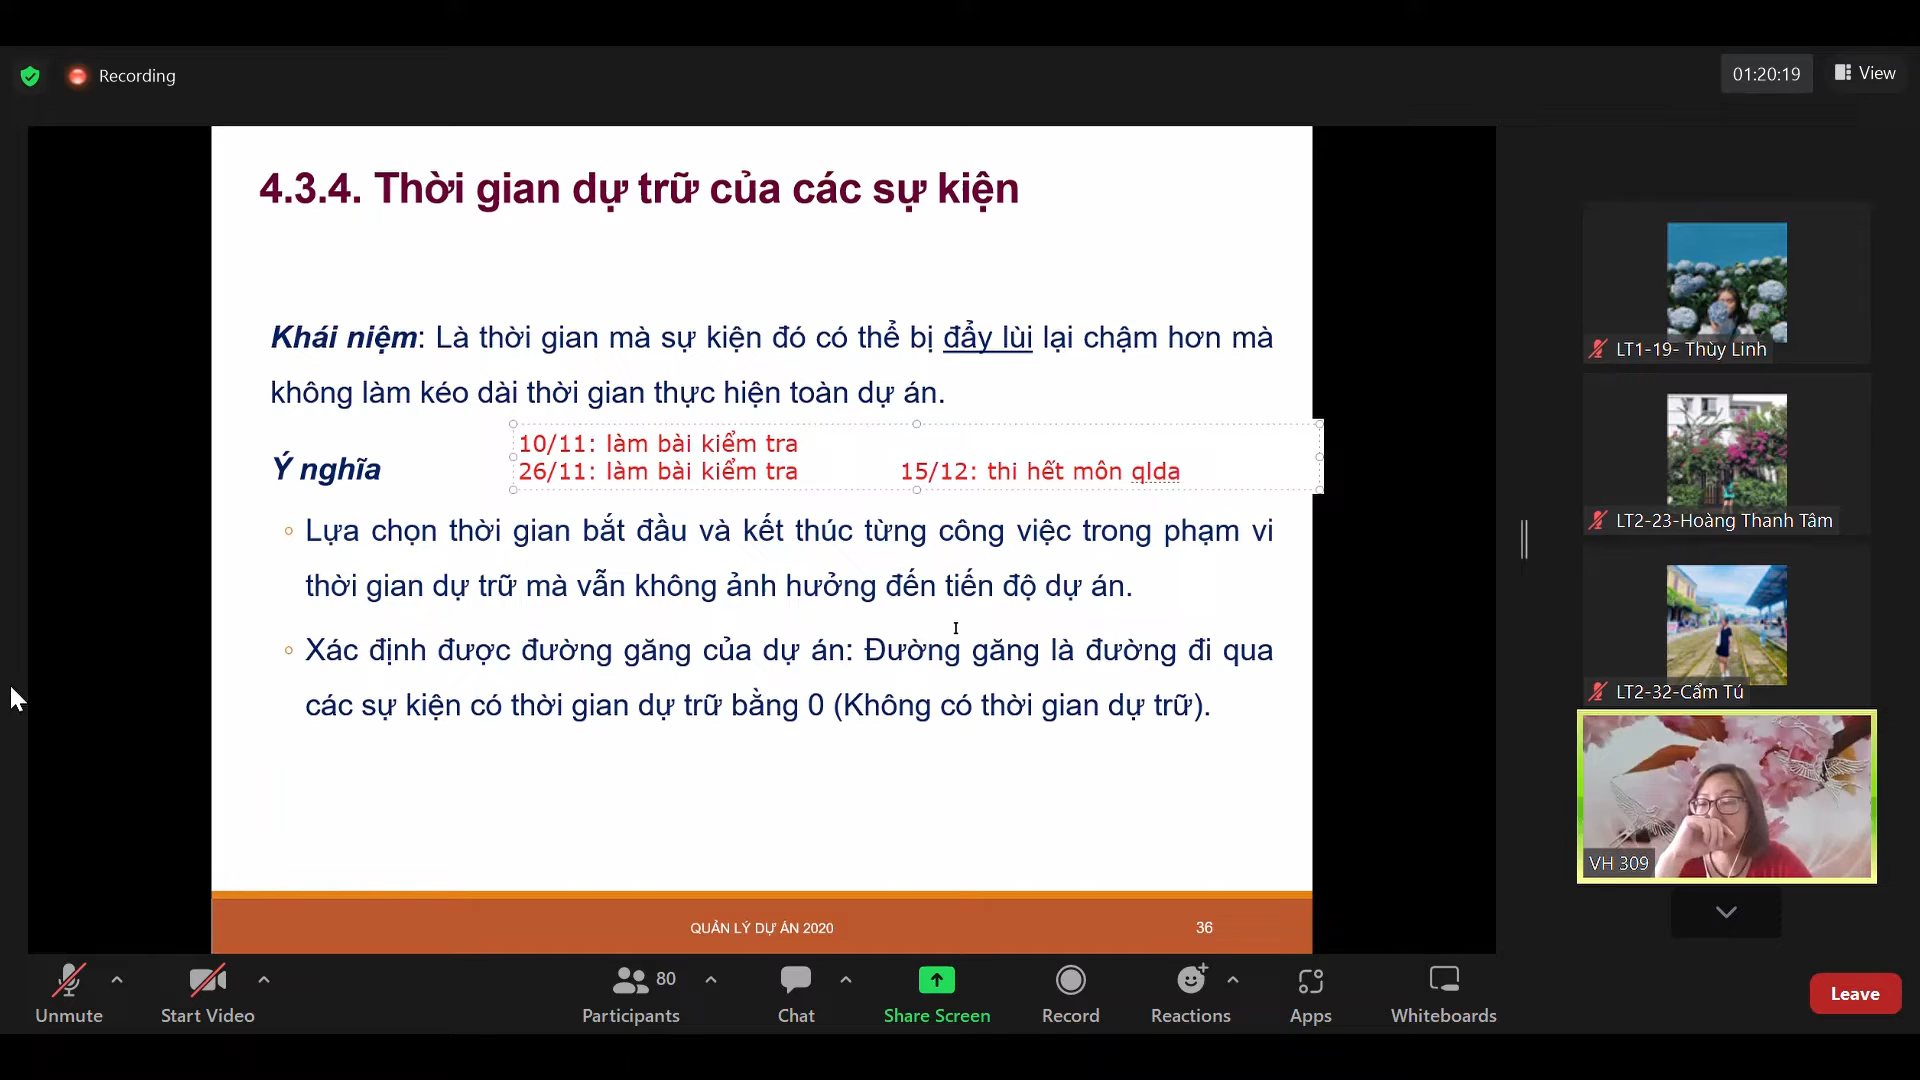 Recording
01:20:19
View
4.3.4. Thời gian dự trữ của các sự kiện
Khái niệm: Là thời gian mà sự kiện đó có thể bị đẩy lùi lại chậm hơn mà
không làm kéo dài thời gian thực hiện toàn dự án.
10/11: làm bài kiểm tra
26/11: làm bài kiểm tra 15/12: thi hết môn qlda
Ý nghĩa
Lựa chọn thời gian bắt đầu và kết thúc từng công việc trong phạm vi
thời gian dự trữ mà vẫn không ảnh hưởng đến tiến độ dự án.
Xác định được đường găng của dự án: Đường găng là đường đi qua
các sự kiện có thời gian dự trữ bằng 0 (Không có thời gian dự trữ).
QUẢN LÝ DỰ ÁN 2020
36
LT1-19- Thùy Linh
LT2-23-Hoàng Thanh Tâm
LT2-32-Cẩm Tú
VH 309
Unmute
Start Video
80
Participants
Chat
Share Screen
Record
Reactions
Apps
Whiteboards
Leave